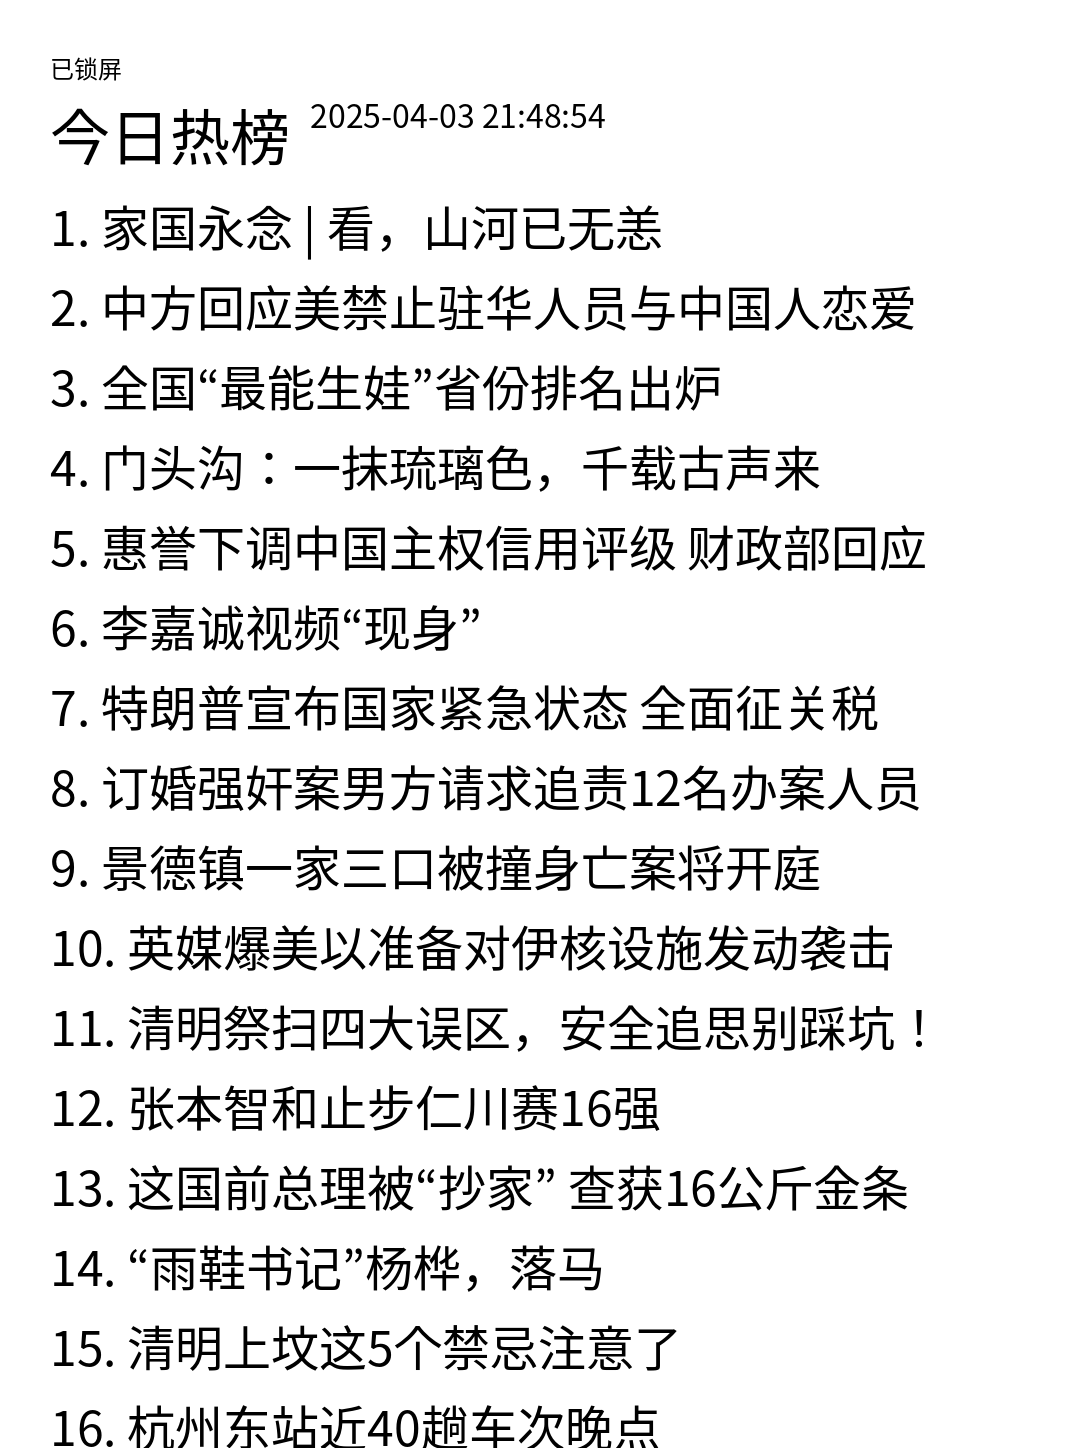 已锁屏
今日热榜 2025-04-03 21:48:54
1. 家国永念 | 看，山河已无恙
2. 中方回应美禁止驻华人员与中国人恋爱
3. 全国“最能生娃”省份排名出炉
4. 门头沟：一抹琉璃色，千载古声来
5. 惠誉下调中国主权信用评级 财政部回应
6. 李嘉诚视频“现身”
7. 特朗普宣布国家紧急状态 全面征关税
8. 订婚强奸案男方请求追责12名办案人员
9. 景德镇一家三口被撞身亡案将开庭
10. 英媒爆美以准备对伊核设施发动袭击
11. 清明祭扫四大误区，安全追思别踩坑！
12. 张本智和止步仁川赛16强
13. 这国前总理被“抄家” 查获16公斤金条
14. “雨鞋书记”杨桦，落马
15. 清明上坟这5个禁忌注意了
16. 杭州东站近40趟车次晚点